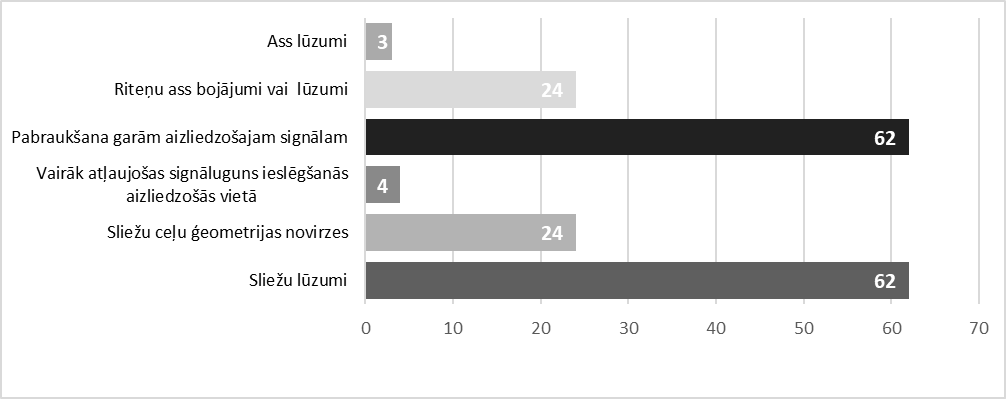 Ass lūzumi
3
Riteņu ass bojājumi vai  lūzumi
24
Pabraukšana garām aizliedzošajam signālam
62
Vairāk atļaujošas signāluguns ieslēgšanās
aizliedzošās vietā
4
Sliežu ceļu ģeometrijas novirzes
24
Sliežu lūzumi
62
0 10 20 30 40 50 60 70